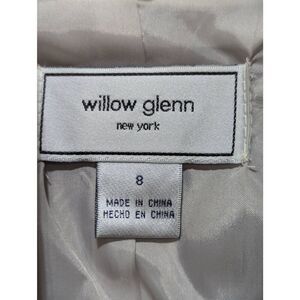 willow glenn
new york
8
MADE IN CHINA
HECHO EN CHINA